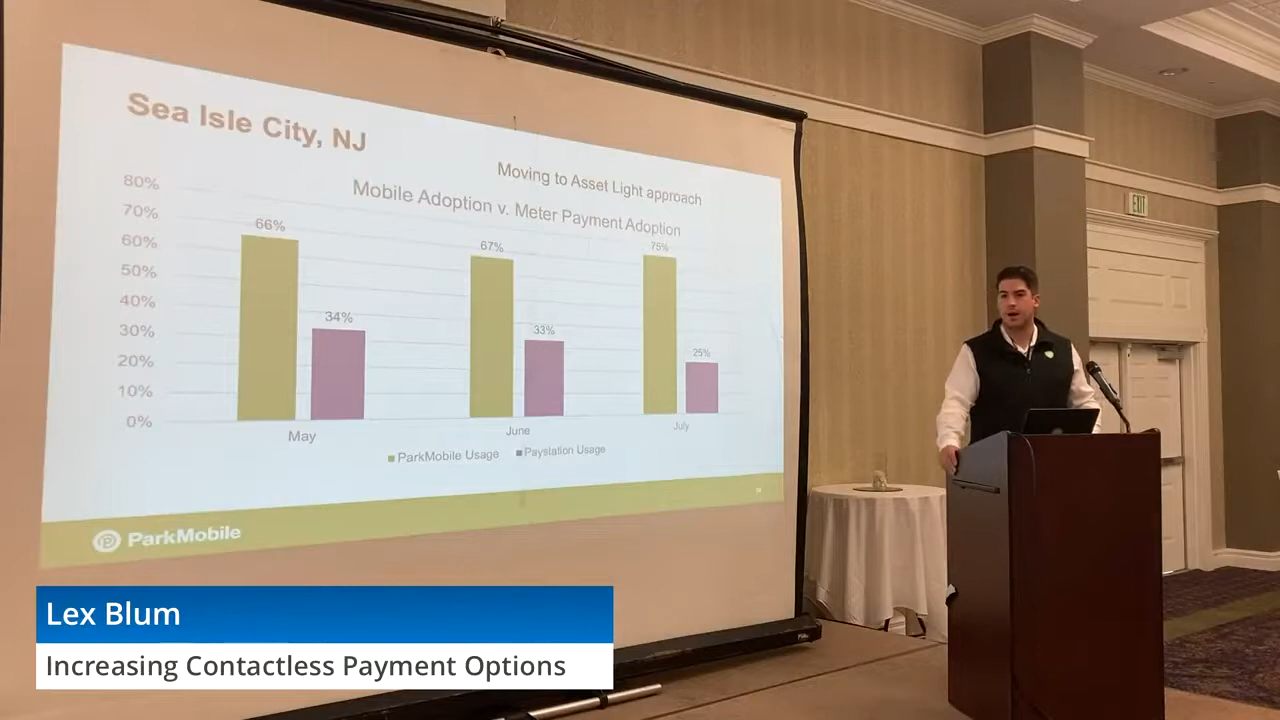 Sea Isle City, NJ
Moving to Asset Light approach
Mobile Adoption v. Meter Payment Adoption
80%
70%
60%
50%
40%
30%
20%
10%
0%
66%
34%
67%
33%
75%
25%
May
June
July
ParkMobile Usage
Paystation Usage
ParkMobile
EXIT
Lex Blum
Increasing Contactless Payment Options